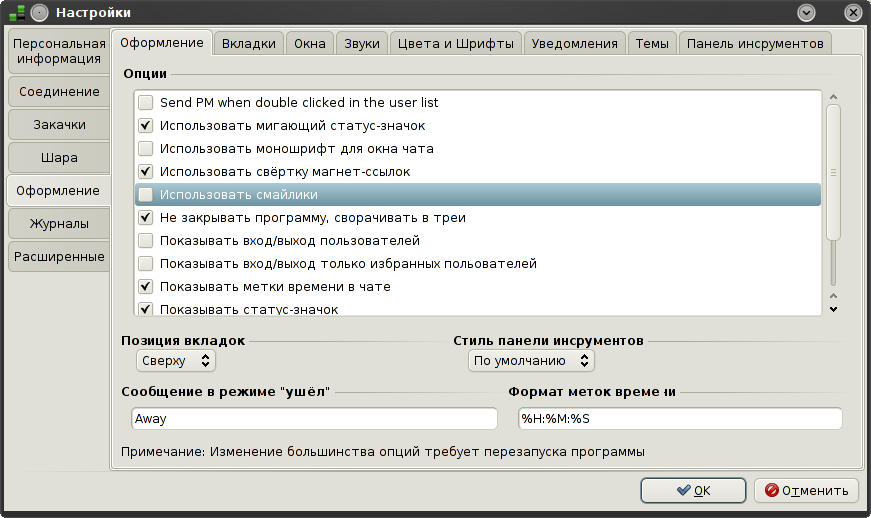 Настройки
Персональная
информация
Соединение
Закачки
Шара
Оформление
Журналы
Расширенные
Оформление Вкладки Окна Звуки Цвета и Шрифты Уведомления Темы Панель инсрументов
Опции
Send PM when double clicked in the user list
Использовать мигающий статус-значок
Использовать моношрифт для окна чата
Использовать свёртку магнет-ссылок
Использовать смайлики
Не закрывать программу, сворачивать в треи
Показывать вход/выход пользователей
Показывать вход/выход только избранных польователей
Показывать метки времени в чате
Показывать статус-значок
Позиция вкладок Стиль панели инсрументов
Сверху По умолчанию
Сообщение в режиме "ушёл" Формат меток времени
Away %H:%M:%S
Примечание: Изменение большинства опций требует перезапуска программы
OK Отменить